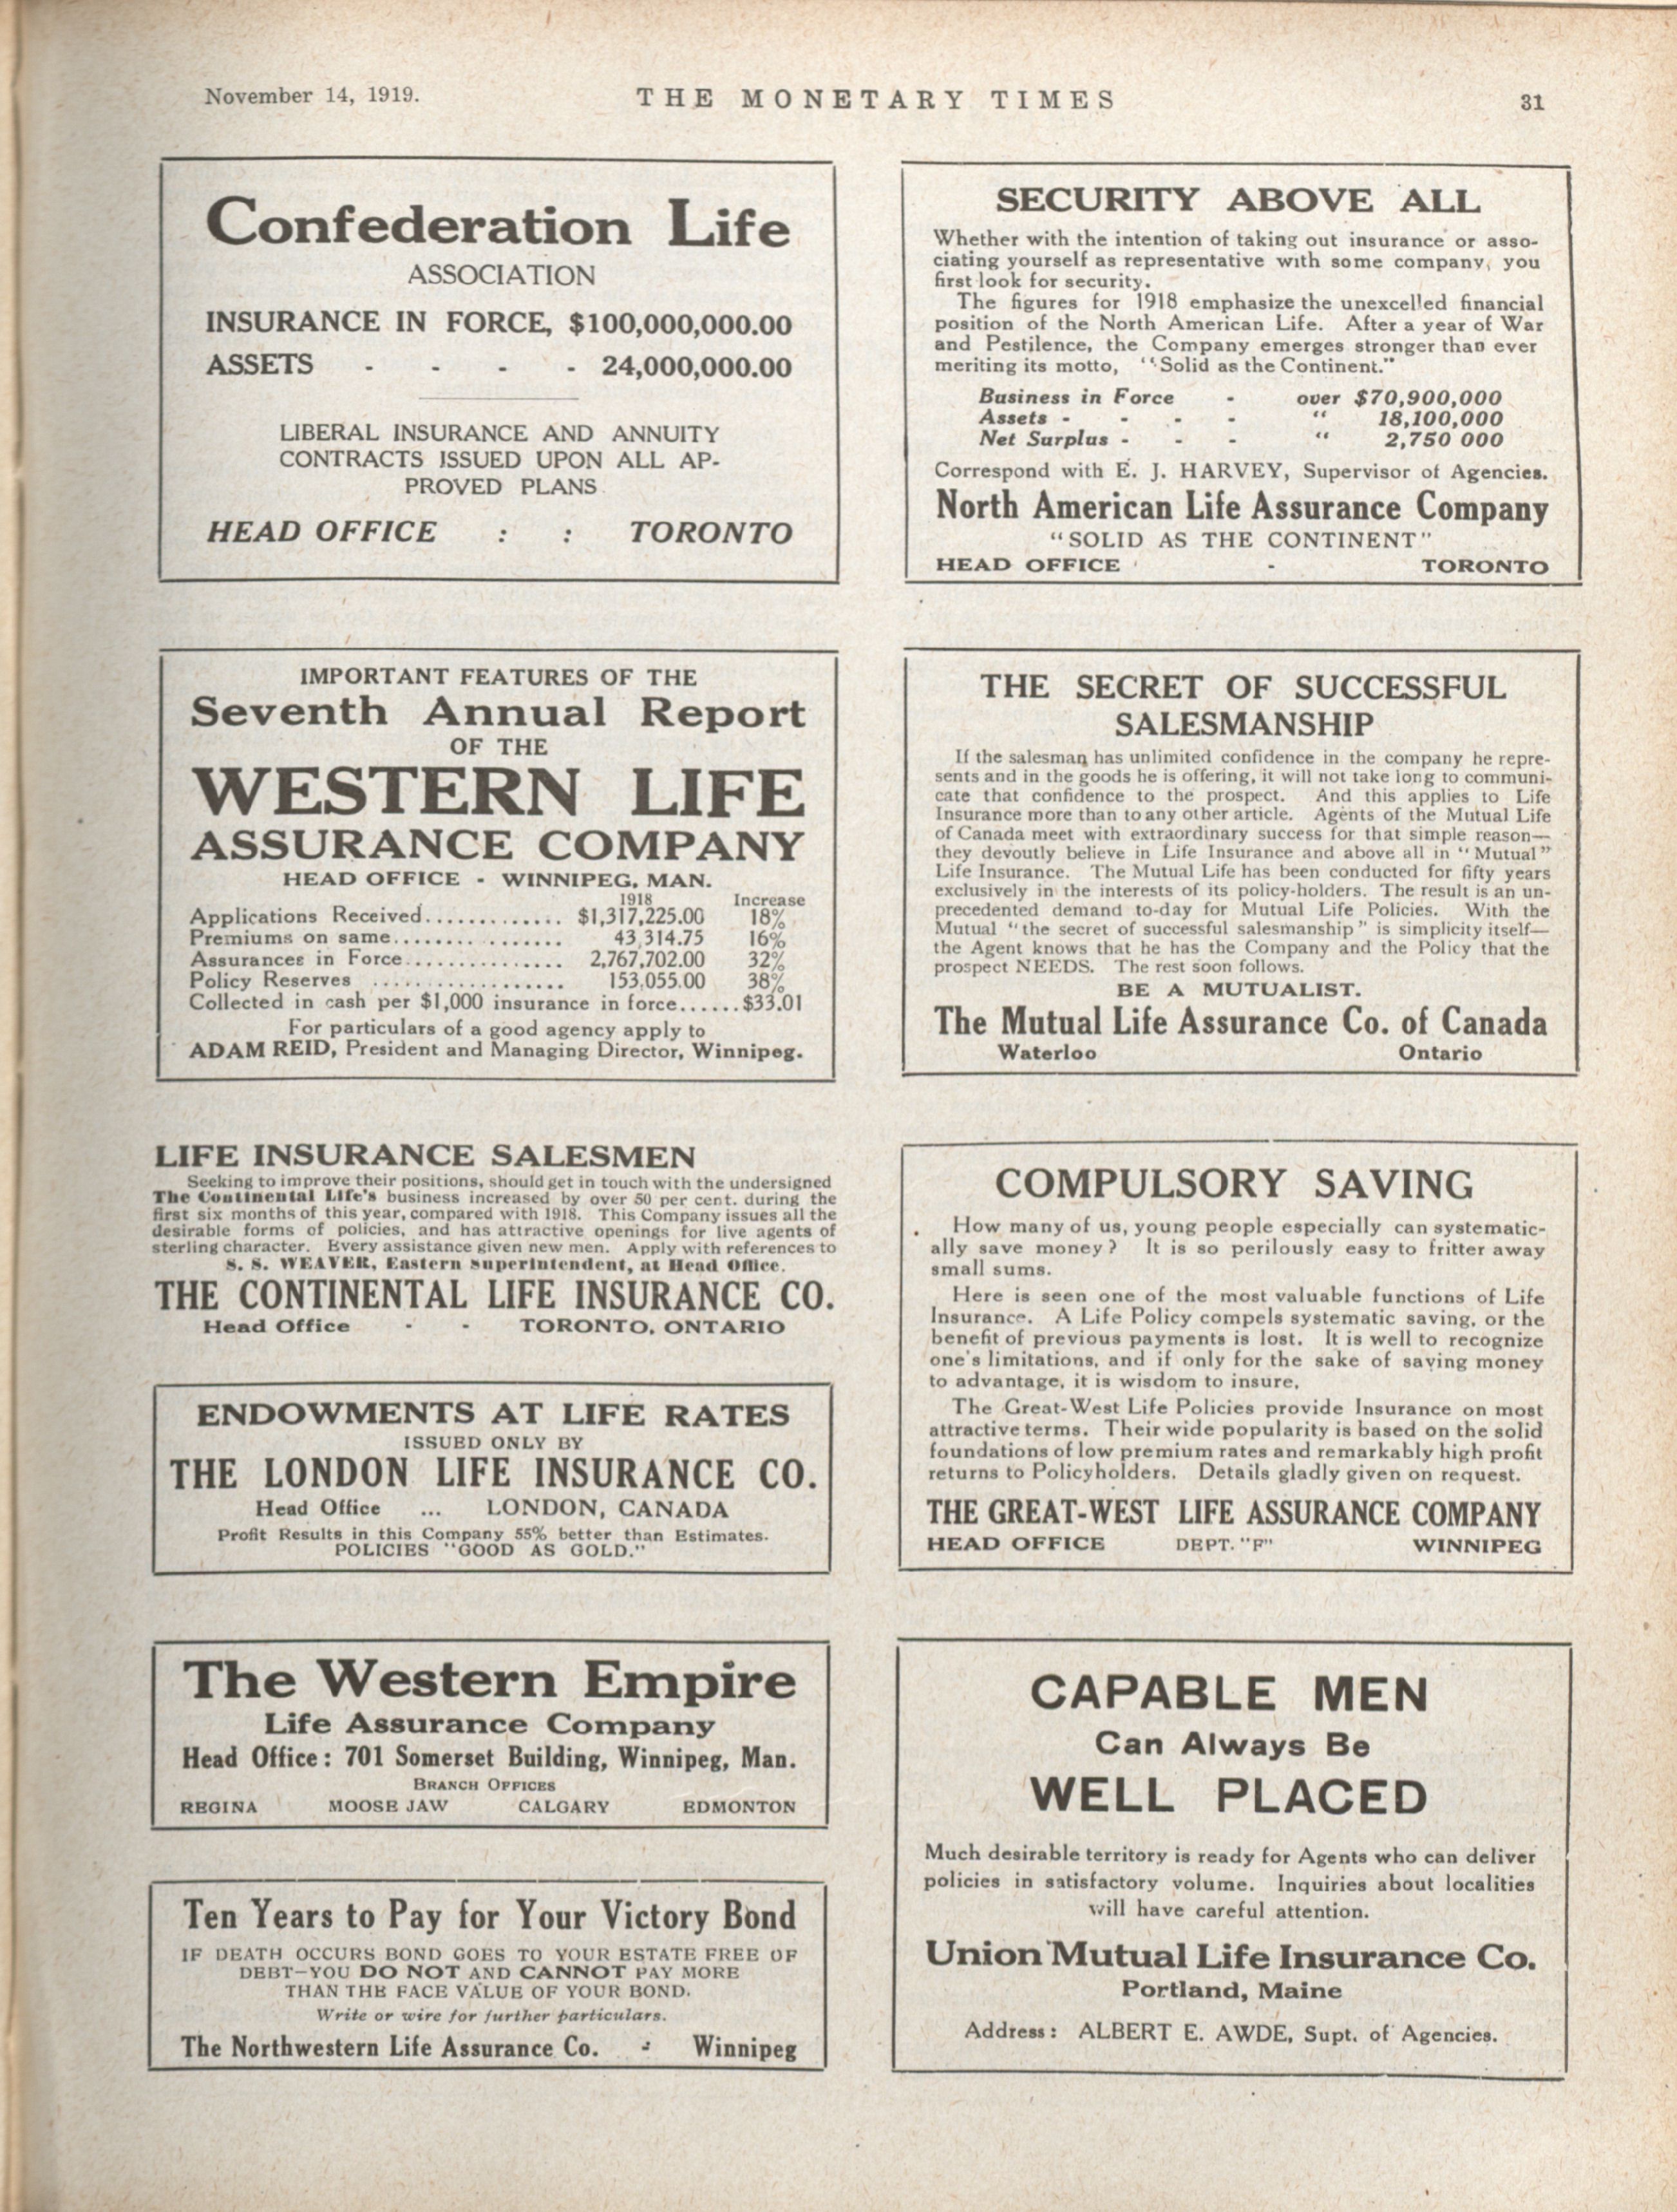 November 14, 1919.
THE MONETARY TIMES
31
Confederation Life
ASSOCIATION
INSURANCE IN FORCE, $100,000,000.00
ASSETS - - - - 24,000,000.00
LIBERAL INSURANCE AND ANNUITY
CONTRACTS ISSUED UPON ALL AP-
PROVED PLANS
HEAD OFFICE : : TORONTO
IMPORTANT FEATURES OF THE
Seventh Annual Report
OF THE
WESTERN LIFE
ASSURANCE COMPANY
HEAD OFFICE - WINNIPEG, MAN.
1918 Increase
Applications Received.............. $1,317,225.00 18%
Premiums on same................ 43,314.75 16%
Assurances in Force............... 2,767,702.00 32%
Policy Reserves .................. 153,055.00 38%
Collected in cash per $1,000 insurance in force......$33.01
For particulars of a good agency apply to
ADAM REID, President and Managing Director, Winnipeg.
LIFE INSURANCE SALESMEN
Seeking to improve their positions, should get in touch with the undersigned
The Continental Life's business increased by over 50 per cent. during the
first six months of this year, compared with 1918. This Company issues all the
desirable forms of policies, and has attractive openings for live agents of
sterling character. Every assistance given new men. Apply with references to
S. S. WEAVER, Eastern Superintendent, at Head Office.
THE CONTINENTAL LIFE INSURANCE CO.
Head Office - - TORONTO, ONTARIO
ENDOWMENTS AT LIFE RATES
ISSUED ONLY BY
THE LONDON LIFE INSURANCE CO.
Head Office ... LONDON, CANADA
Profit Results in this Company 55% better than Estimates.
POLICIES "GOOD AS GOLD."
The Western Empire
Life Assurance Company
Head Office: 701 Somerset Building, Winnipeg, Man.
BRANCH OFFICES
REGINA MOOSE JAW CALGARY EDMONTON
Ten Years to Pay for Your Victory Bond
IF DEATH OCCURS BOND GOES TO YOUR ESTATE FREE OF
DEBT—YOU DO NOT AND CANNOT PAY MORE
THAN THE FACE VALUE OF YOUR BOND.
Write or wire for further particulars.
The Northwestern Life Assurance Co. : Winnipeg
SECURITY ABOVE ALL
Whether with the intention of taking out insurance or asso-
ciating yourself as representative with some company, you
first look for security.
The figures for 1918 emphasize the unexcelled financial
position of the North American Life. After a year of War
and Pestilence, the Company emerges stronger than ever
meriting its motto, "Solid as the Continent."
Business in Force - over $70,900,000
Assets - - - - " 18,100,000
Net Surplus - - - " 2,750 000
Correspond with E. J. HARVEY, Supervisor of Agencies.
North American Life Assurance Company
"SOLID AS THE CONTINENT"
HEAD OFFICE - TORONTO
THE SECRET OF SUCCESSFUL
SALESMANSHIP
If the salesman has unlimited confidence in the company he repre-
sents and in the goods he is offering, it will not take long to communi-
cate that confidence to the prospect. And this applies to Life
Insurance more than to any other article. Agents of the Mutual Life
of Canada meet with extraordinary success for that simple reason—
they devoutly believe in Life Insurance and above all in "Mutual"
Life Insurance. The Mutual Life has been conducted for fifty years
exclusively in the interests of its policy-holders. The result is an un-
precedented demand to-day for Mutual Life Policies. With the
Mutual "the secret of successful salesmanship" is simplicity itself—
the Agent knows that he has the Company and the Policy that the
prospect NEEDS. The rest soon follows.
BE A MUTUALIST.
The Mutual Life Assurance Co. of Canada
Waterloo Ontario
COMPULSORY SAVING
How many of us, young people especially can systematic-
ally save money? It is so perilously easy to fritter away
small sums.
Here is seen one of the most valuable functions of Life
Insurance. A Life Policy compels systematic saving, or the
benefit of previous payments is lost. It is well to recognize
one's limitations, and if only for the sake of saving money
to advantage, it is wisdom to insure.
The Great-West Life Policies provide Insurance on most
attractive terms. Their wide popularity is based on the solid
foundations of low premium rates and remarkably high profit
returns to Policyholders. Details gladly given on request.
THE GREAT-WEST LIFE ASSURANCE COMPANY
HEAD OFFICE DEPT. "F" WINNIPEG
CAPABLE MEN
Can Always Be
WELL PLACED
Much desirable territory is ready for Agents who can deliver
policies in satisfactory volume. Inquiries about localities
will have careful attention.
Union Mutual Life Insurance Co.
Portland, Maine
Address: ALBERT E. AWDE, Supt. of Agencies.